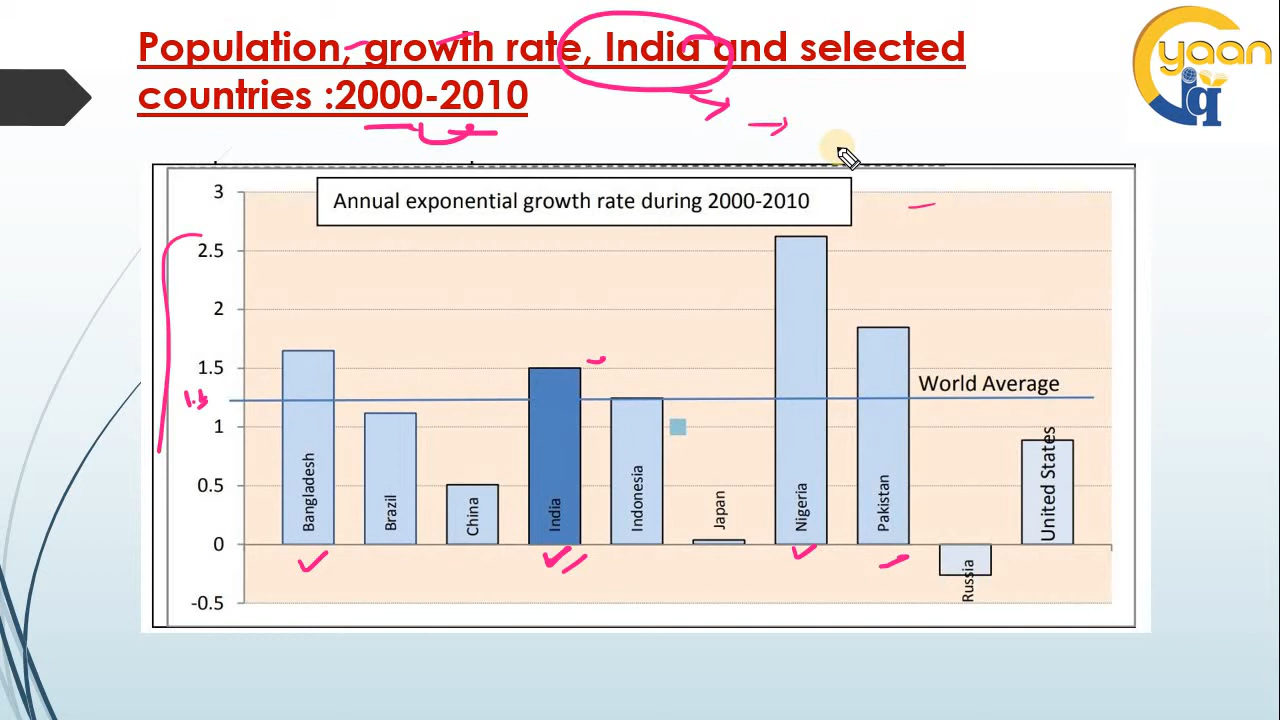 Population, growth rate, India and selected
countries :2000-2010
yaan
iq
Annual exponential growth rate during 2000-2010
3
2.5
2
1.5
1
0.5
0
-0.5
World Average
Bangladesh
Brazil
China
India
Indonesia
Japan
Nigeria
Pakistan
Russia
United States